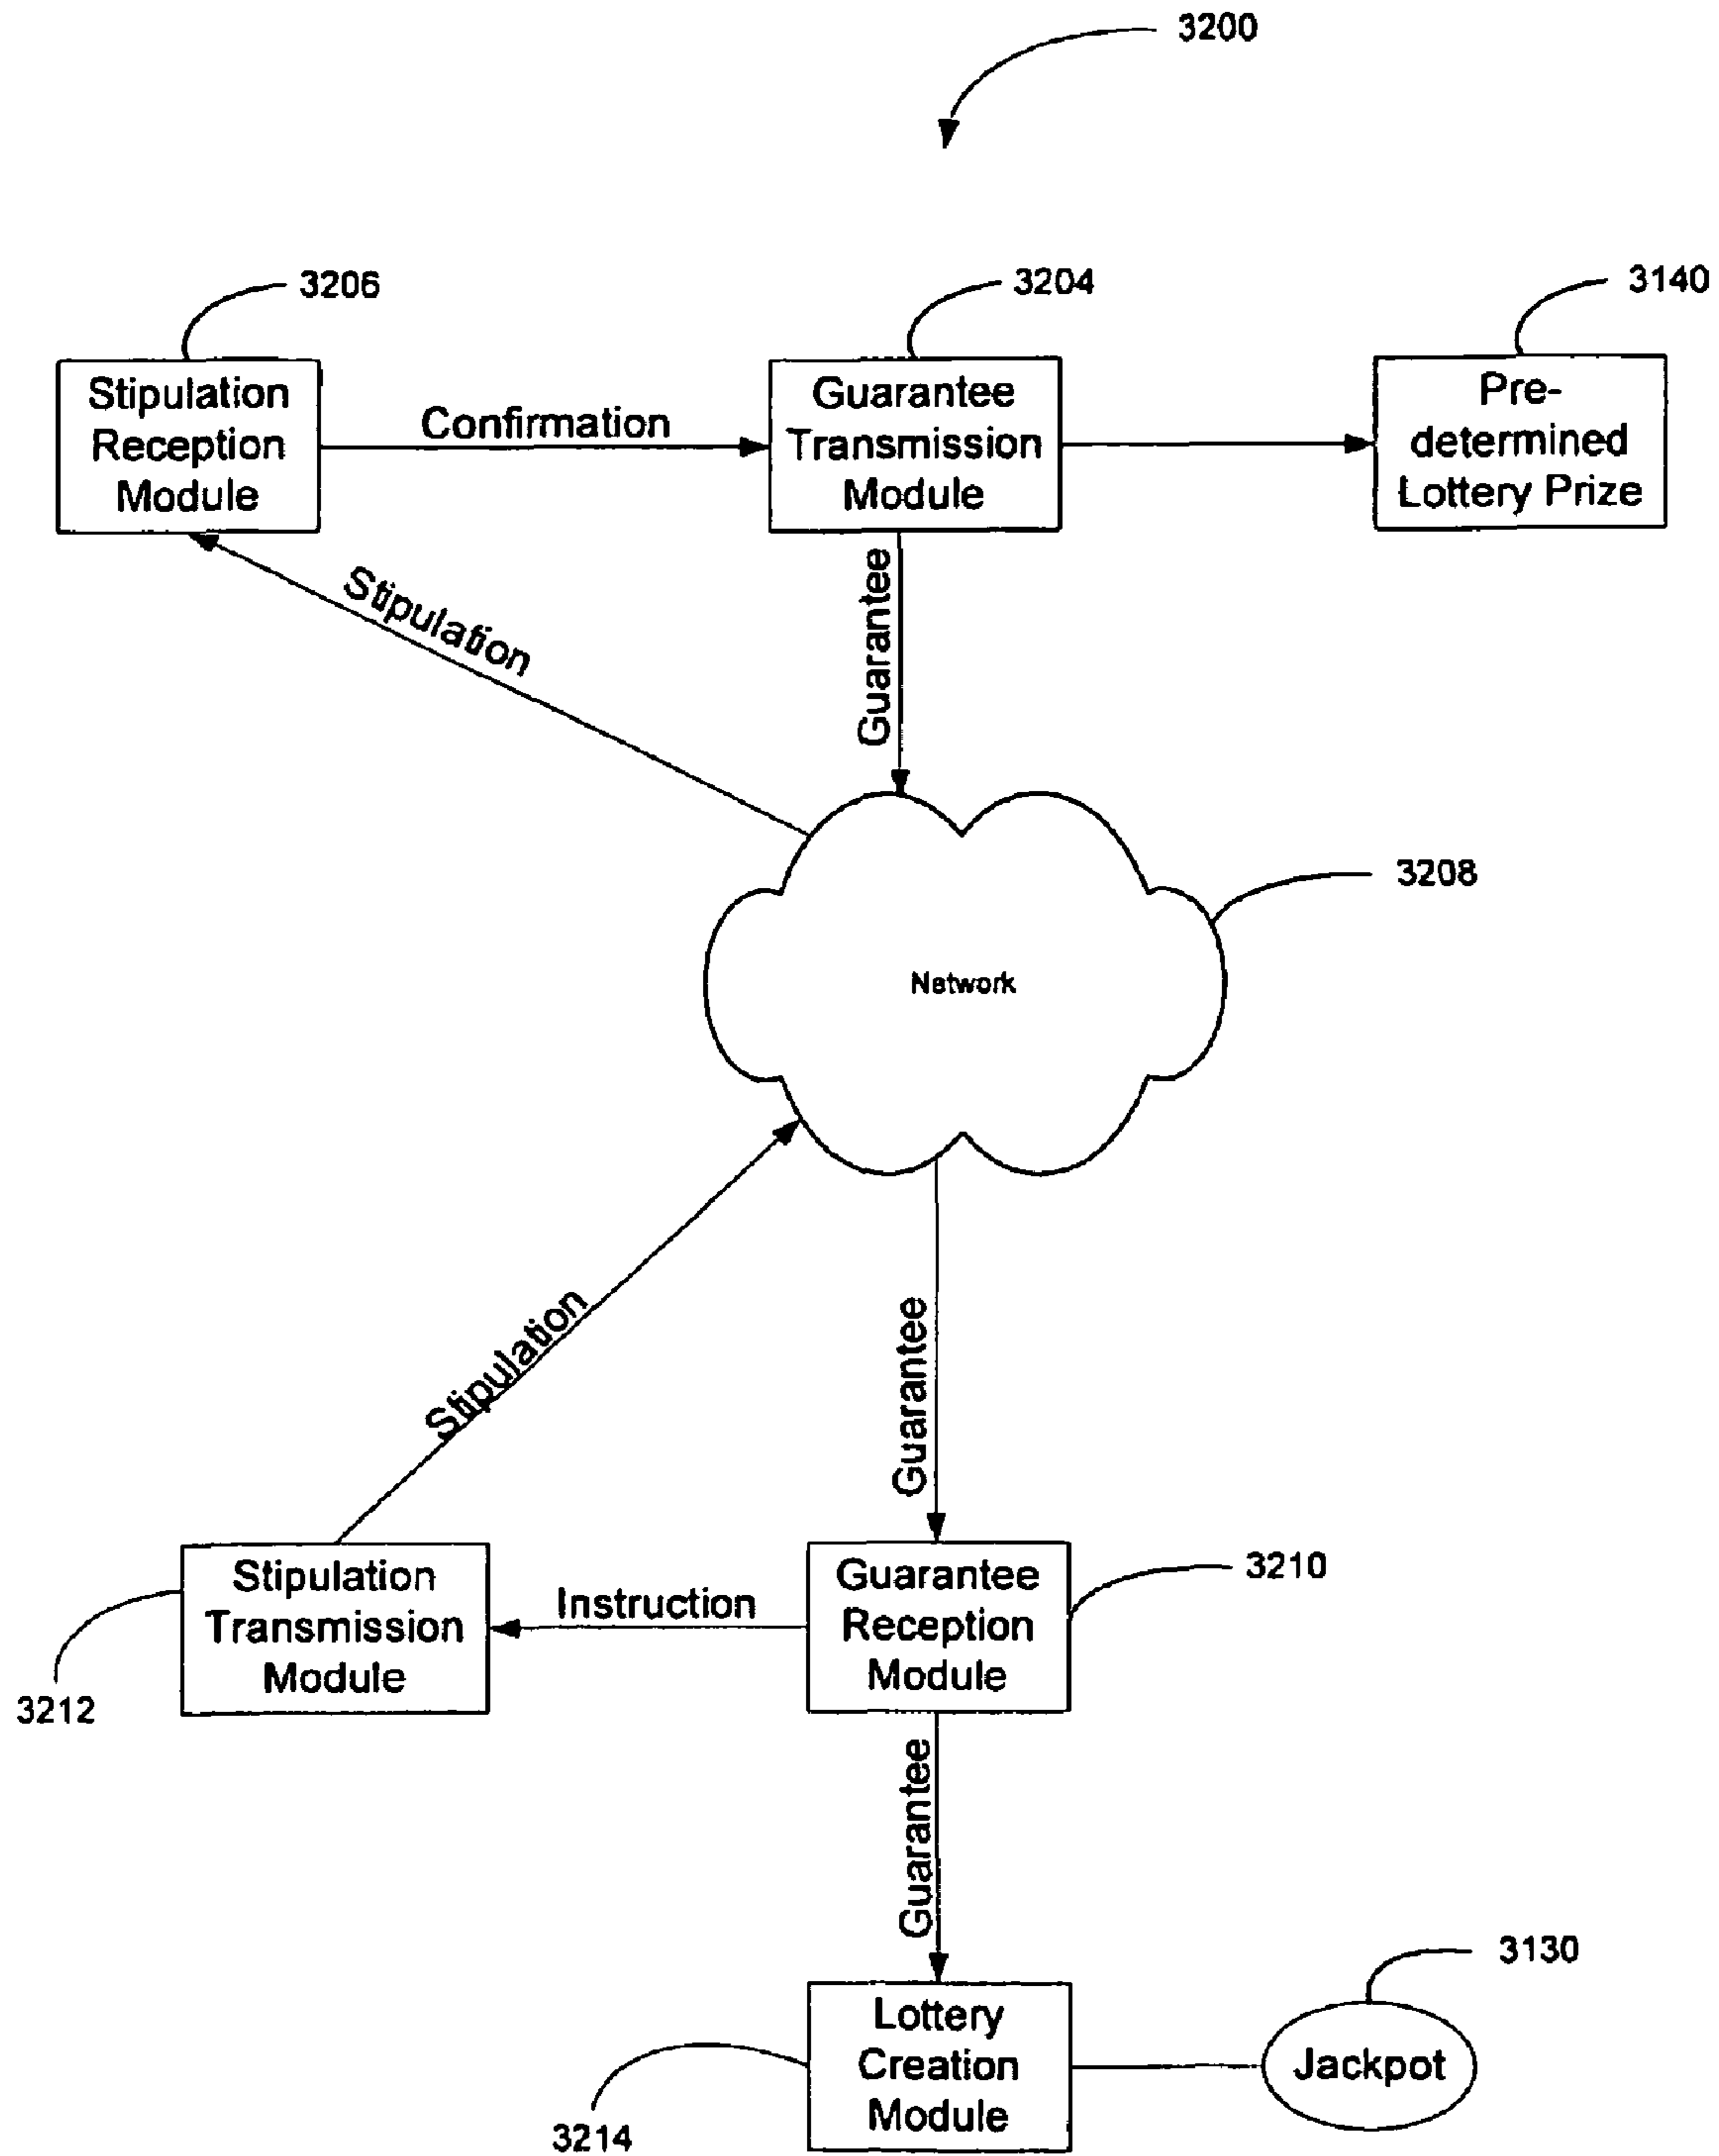 3200
3206
3204
3140
Stipulation
Reception
Module
Confirmation
Guarantee
Transmission
Module
Pre-
determined
Lottery Prize
Stipulation
Guarantee
3208
Network
Stipulation
Guarantee
Stipulation
Transmission
Module
Instruction
Guarantee
Reception
Module
3210
3212
Guarantee
3130
Lottery
Creation
Module
Jackpot
3214